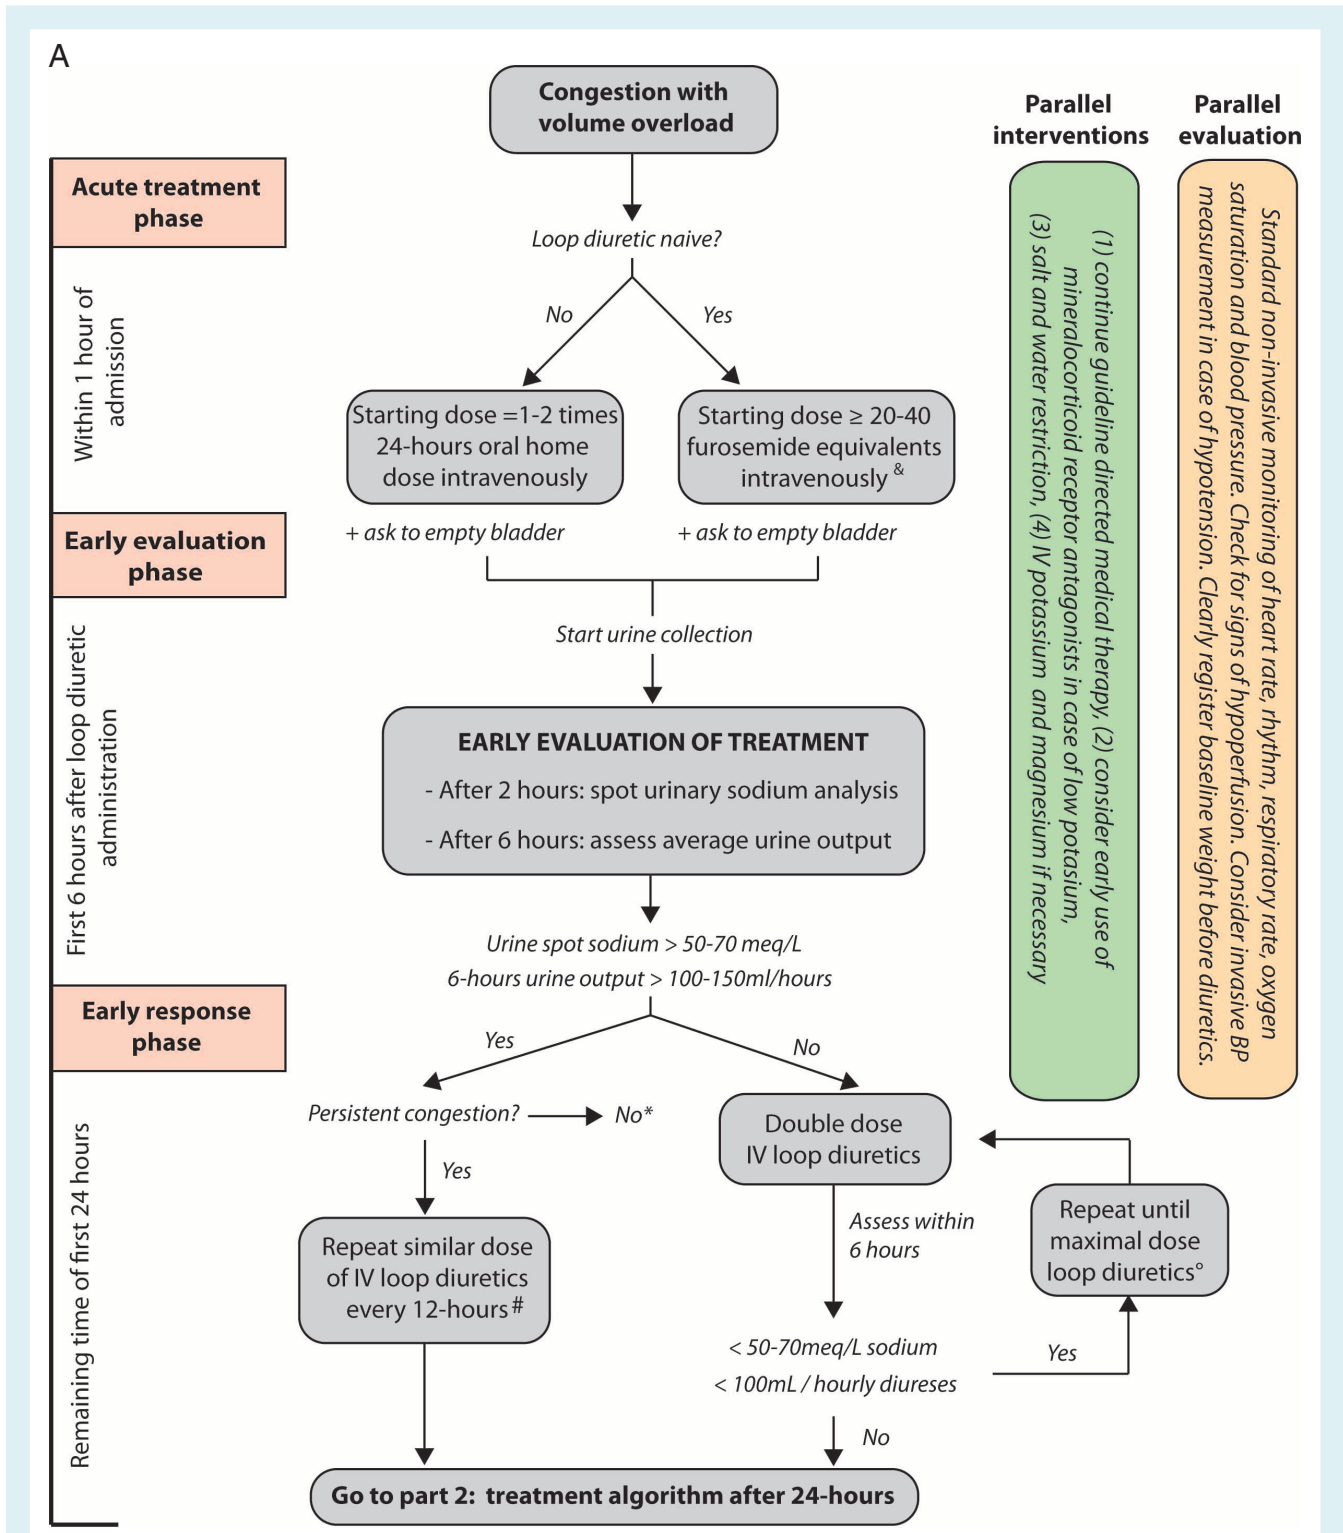 A
Congestion with
volume overload
Parallel
interventions
Parallel
evaluation
Acute treatment
phase
Loop diuretic naive?
No
Yes
Within 1 hour of
admission
Starting dose =1-2 times
24-hours oral home
dose intravenously
Starting dose ≥ 20-40
furosemide equivalents
intravenously &
+ ask to empty bladder
+ ask to empty bladder
Early evaluation
phase
Start urine collection
First 6 hours after loop diuretic
administration
EARLY EVALUATION OF TREATMENT
- After 2 hours: spot urinary sodium analysis
- After 6 hours: assess average urine output
Urine spot sodium > 50-70 meq/L
6-hours urine output > 100-150ml/hours
Early response
phase
Yes
No
Remaining time of first 24 hours
Persistent congestion?
No*
Yes
Repeat similar dose
of IV loop diuretics
every 12-hours #
Double dose
IV loop diuretics
Assess within
6 hours
Repeat until
maximal dose
loop diuretics°
< 50-70meq/L sodium
< 100mL / hourly diureses
Yes
No
Go to part 2: treatment algorithm after 24-hours
(1) continue guideline directed medical therapy, (2) consider early use of
mineralocorticoid receptor antagonists in case of low potasium,
(3) salt and water restriction, (4) IV potassium and magnesium if necessary
Standard non-invasive monitoring of heart rate, rhythm, respiratory rate, oxygen
saturation and blood pressure. Check for signs of hypoperfusion. Consider invasive BP
measurement in case of hypotension. Clearly register baseline weight before diuretics.